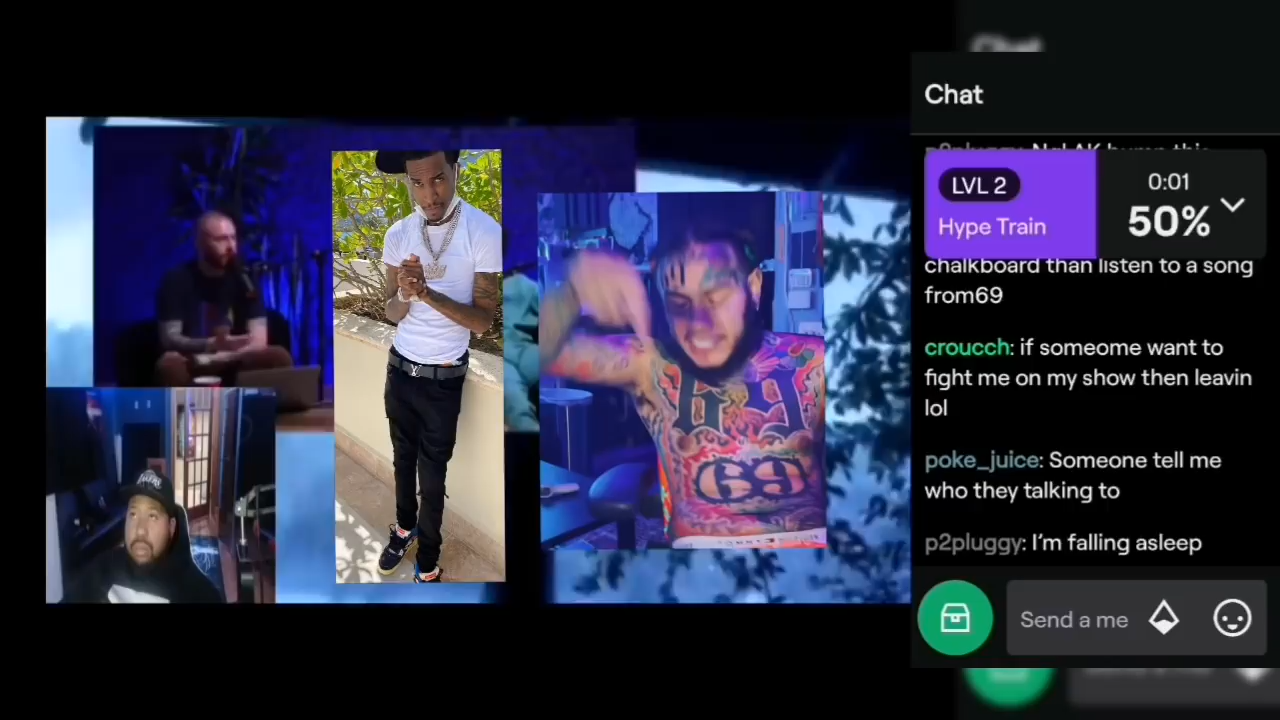 Chat
LVL 2
0:01
Hype Train
50%
chalkboard than listen to a song
from69
croucch: if someome want to
fight me on my show then leavin
lol
poke_juice: Someone tell me
who they talking to
p2pluggy: I'm falling asleep
Send a me
69
69